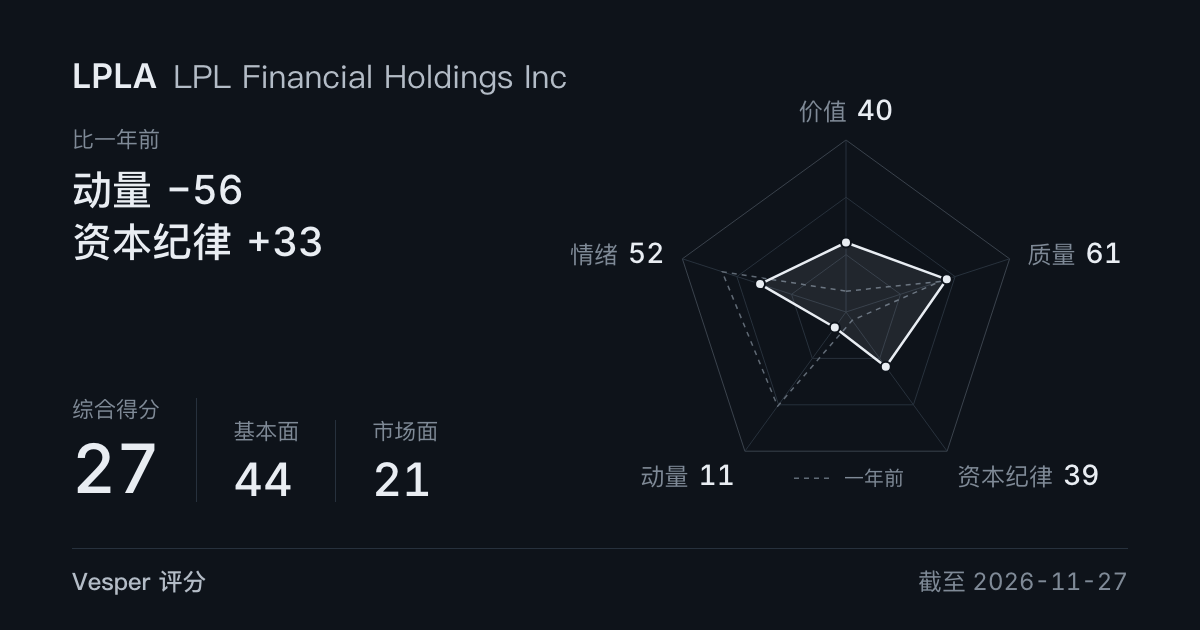 LPLA LPL Financial Holdings Inc
比一年前
动量 −56
资本纪律 +33
价值 40
情绪 52
质量 61
动量 11
---- 一年前
资本纪律 39
综合得分
27
基本面
44
市场面
21
Vesper 评分
截至 2026-11-27